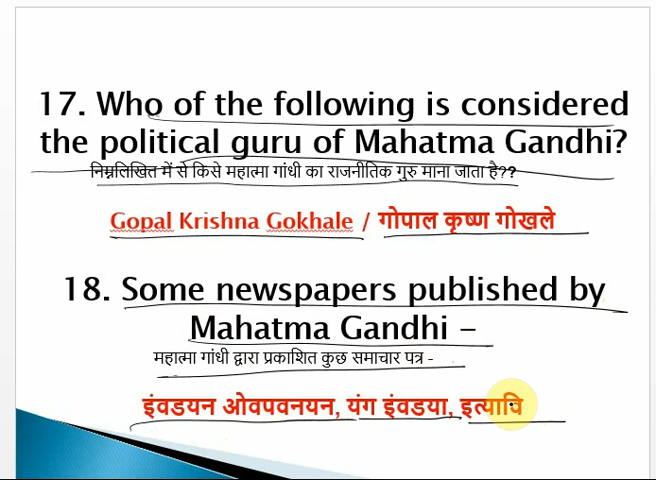 17. Who of the following is considered
the political guru of Mahatma Gandhi?
निम्नलिखित में से किसे महात्मा गांधी का राजनीतिक गुरु माना जाता है??
Gopal Krishna Gokhale / गोपाल कृष्ण गोखले
18. Some newspapers published by
Mahatma Gandhi –
महात्मा गांधी द्वारा प्रकाशित कुछ समाचार पत्र -
इंवडयन ओवपवनयन, यंग इंवडया, इत्यावि